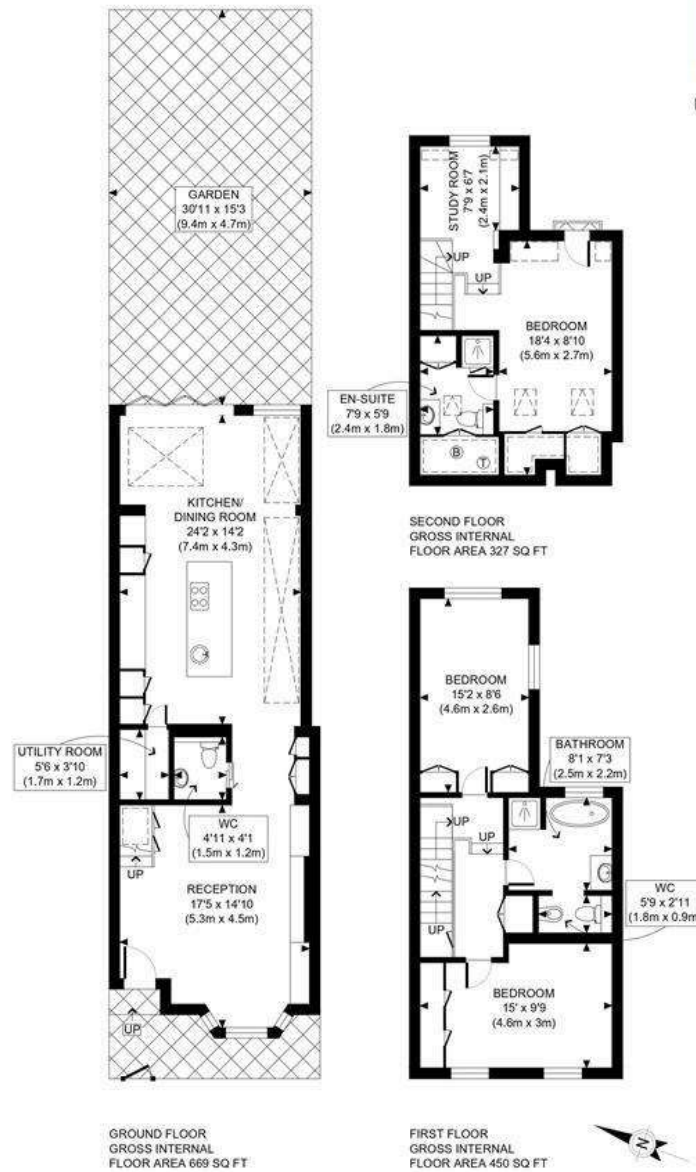 GARDEN
30'11 x 15'3
(9.4m x 4.7m)
KITCHEN/
DINING ROOM
24'2 x 14'2
(7.4m x 4.3m)
UTILITY ROOM
5'6 x 3'10
(1.7m x 1.2m)
WC
4'11 x 4'1
(1.5m x 1.2m)
UP
RECEPTION
17'5 x 14'10
(5.3m x 4.5m)
UP
GROUND FLOOR
GROSS INTERNAL
FLOOR AREA 669 SQ FT
STUDY ROOM
7'9 x 6'7
(2.4m x 2.1m)
UP
UP
BEDROOM
18'4 x 8'10
(5.6m x 2.7m)
EN-SUITE
7'9 x 5'9
(2.4m x 1.8m)
B
T
SECOND FLOOR
GROSS INTERNAL
FLOOR AREA 327 SQ FT
BEDROOM
15'2 x 8'6
(4.6m x 2.6m)
BATHROOM
8'1 x 7'3
(2.5m x 2.2m)
UP
UP
UP
WC
5'9 x 2'11
(1.8m x 0.9m
BEDROOM
15' x 9'9
(4.6m x 3m)
FIRST FLOOR
GROSS INTERNAL
FLOOR AREA 450 SQ FT
N